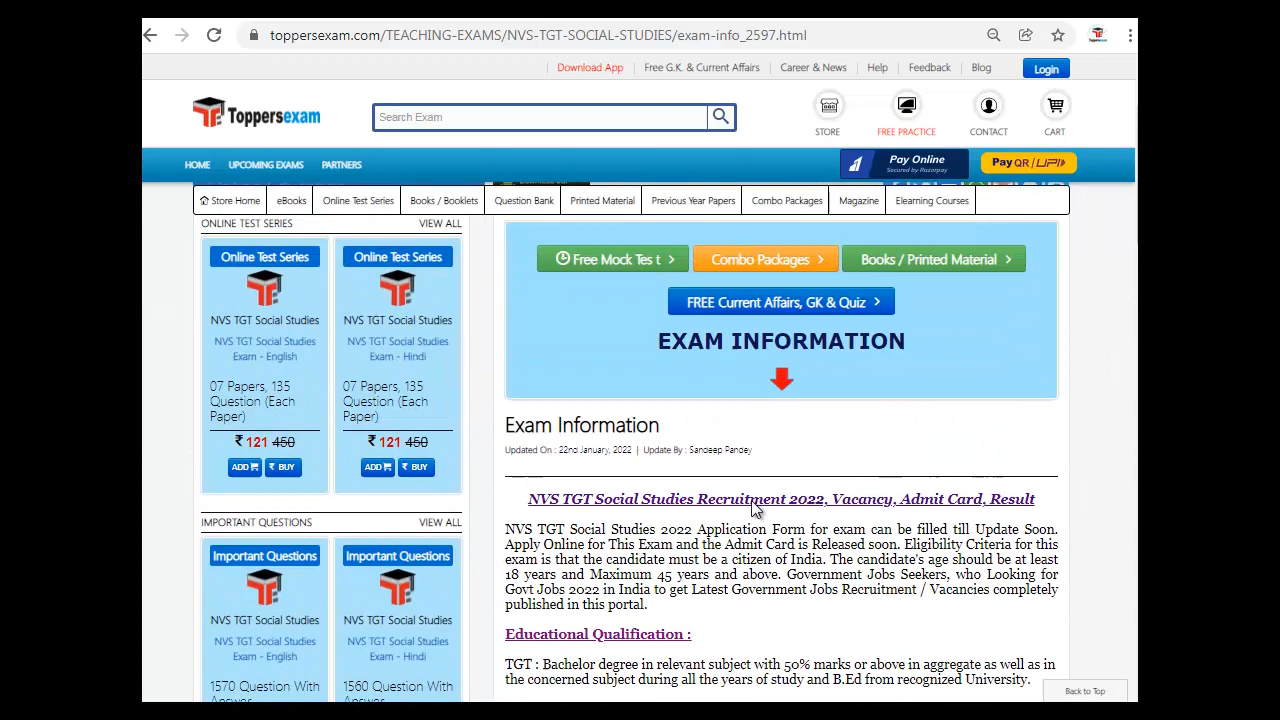 toppersexam.com/TEACHING-EXAMS/NVS-TGT-SOCIAL-STUDIES/exam-info_2597.html
Download App Free G.K. & Current Affairs Career & News Help Feedback Blog Login
Toppersexam
Search Exam
STORE FREE PRACTICE CONTACT CART
HOME UPCOMING EXAMS PARTNERS
Pay Online
Secured by Razorpay
Pay QR / UPI
Store Home eBooks Online Test Series Books / Booklets Question Bank Printed Material Previous Year Papers Combo Packages Magazine Elearning Courses
ONLINE TEST SERIES VIEW ALL
Online Test Series
NVS TGT Social Studies
NVS TGT Social Studies
Exam - English
07 Papers, 135
Question (Each
Paper)
₹ 121 450
ADD ₹ BUY
Online Test Series
NVS TGT Social Studies
NVS TGT Social Studies
Exam - Hindi
07 Papers, 135
Question (Each
Paper)
₹ 121 450
ADD ₹ BUY
IMPORTANT QUESTIONS VIEW ALL
Important Questions
NVS TGT Social Studies
NVS TGT Social Studies
Exam - English
1570 Question With
Important Questions
NVS TGT Social Studies
NVS TGT Social Studies
Exam - Hindi
1560 Question With
Free Mock Tes t >
Combo Packages >
Books / Printed Material >
FREE Current Affairs, GK & Quiz >
EXAM INFORMATION
Exam Information
Updated On : 22nd January, 2022 | Update By : Sandeep Pandey
NVS TGT Social Studies Recruitment 2022, Vacancy, Admit Card, Result
NVS TGT Social Studies 2022 Application Form for exam can be filled till Update Soon.
Apply Online for This Exam and the Admit Card is Released soon. Eligibility Criteria for this
exam is that the candidate must be a citizen of India. The candidate's age should be at least
18 years and Maximum 45 years and above. Government Jobs Seekers, who Looking for
Govt Jobs 2022 in India to get Latest Government Jobs Recruitment / Vacancies completely
published in this portal.
Educational Qualification :
TGT : Bachelor degree in relevant subject with 50% marks or above in aggregate as well as in
the concerned subject during all the years of study and B.Ed from recognized University.
Back to Top